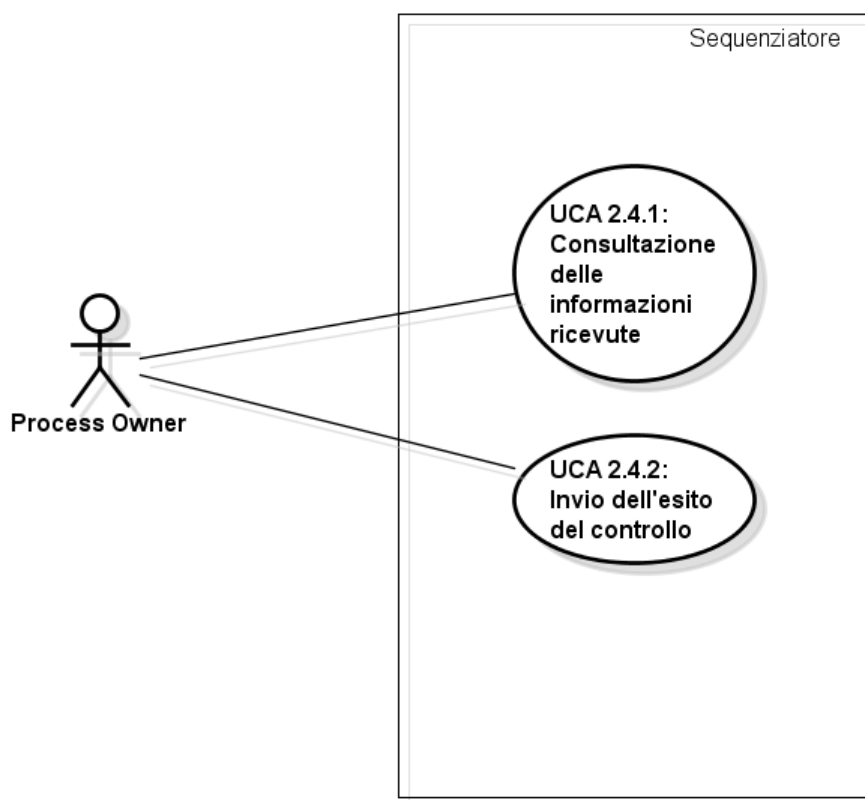 Sequenziatore
UCA 2.4.1:
Consultazione
delle
informazioni
ricevute
Process Owner
UCA 2.4.2:
Invio dell'esito
del controllo